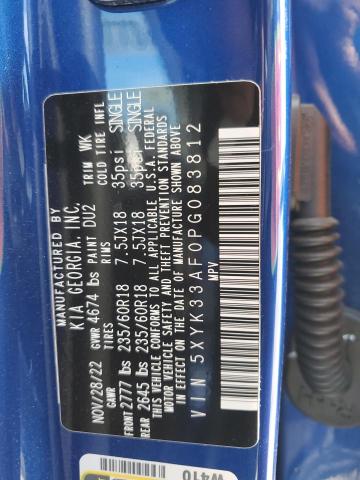 MANUFACTURED BY
KIA GEORGIA, INC.
NOV/28/22 GVWR 4674 lbs PAINT DU2 TRIM WK
GAWR TIRES RIMS COLD TIRE INFL
FRONT 2777 lbs 235/60R18 7.5JX18 35psi SINGLE
REAR 2645 lbs 235/60R18 7.5JX18 35psi SINGLE
THIS VEHICLE CONFORMS TO ALL APPLICABLE U.S.A. FEDERAL
MOTOR VEHICLE SAFETY AND THEFT PREVENTION STANDARD
IN EFFECT ON THE DATE OF MANUFACTURE SHOWN ABOVE
VIN 5XYK33AF0PG083812
MPV
W410